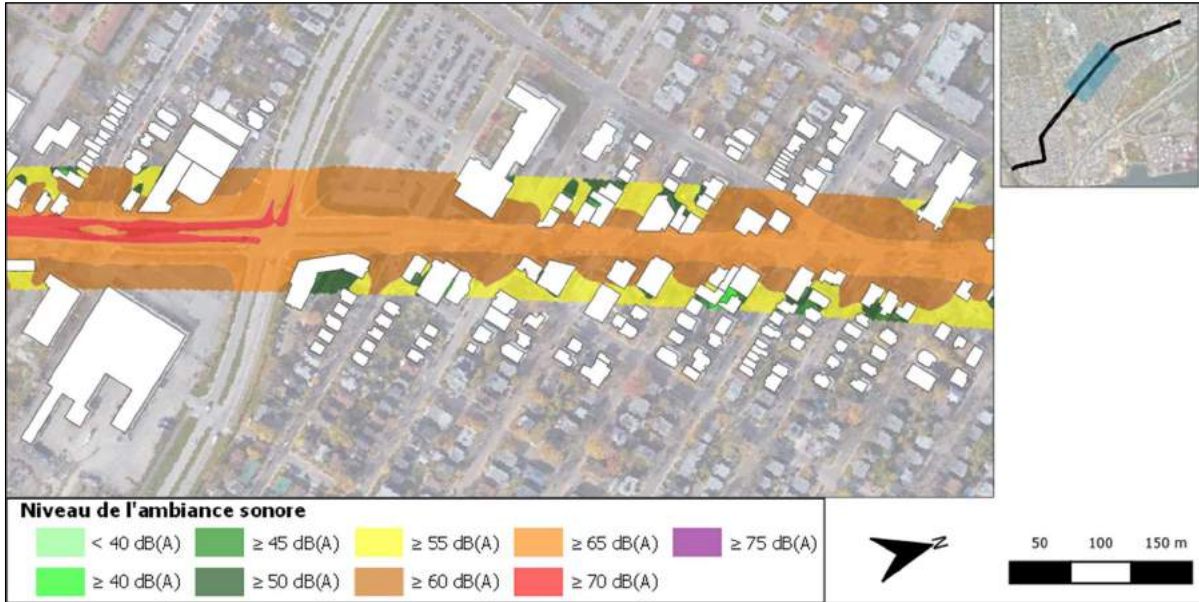 Niveau de l'ambiance sonore
< 40 dB(A) ≥ 45 dB(A) ≥ 55 dB(A) ≥ 65 dB(A) ≥ 75 dB(A)
≥ 40 dB(A) ≥ 50 dB(A) ≥ 60 dB(A) ≥ 70 dB(A)
N
50 100 150 m